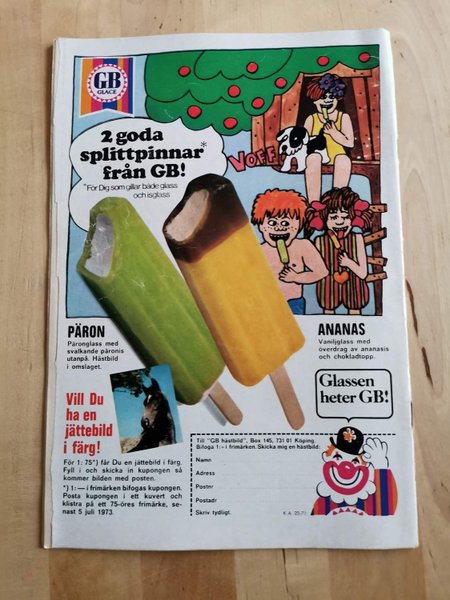 GB
GLACE
2 goda
splittpinnar*
från GB!
*För Dig som gillar både glass
och isglass
VOFF
PÄRON
Päronglass med
svalkande päronis
utanpå. Hästbild
i omslaget.
ANANAS
Vaniljglass med
överdrag av ananasis
och chokladtopp.
Glassen
heter GB!
Vill Du
ha en
jättebild
i färg!
För 1: 75*) får Du en jättebild i färg.
Fyll i och skicka in kupongen så
kommer bilden med posten.
*) 1:— i frimärken bifogas kupongen.
Posta kupongen i ett kuvert och
klistra på ett 75-öres frimärke, se-
nast 5 juli 1973.
Till "GB hästbild", Box 145, 731 01 Köping.
Bifoga 1:- i frimärken. Skicka mig en hästbild:
Namn
Adress
Postnr
Postadr
Skriv tydligt.